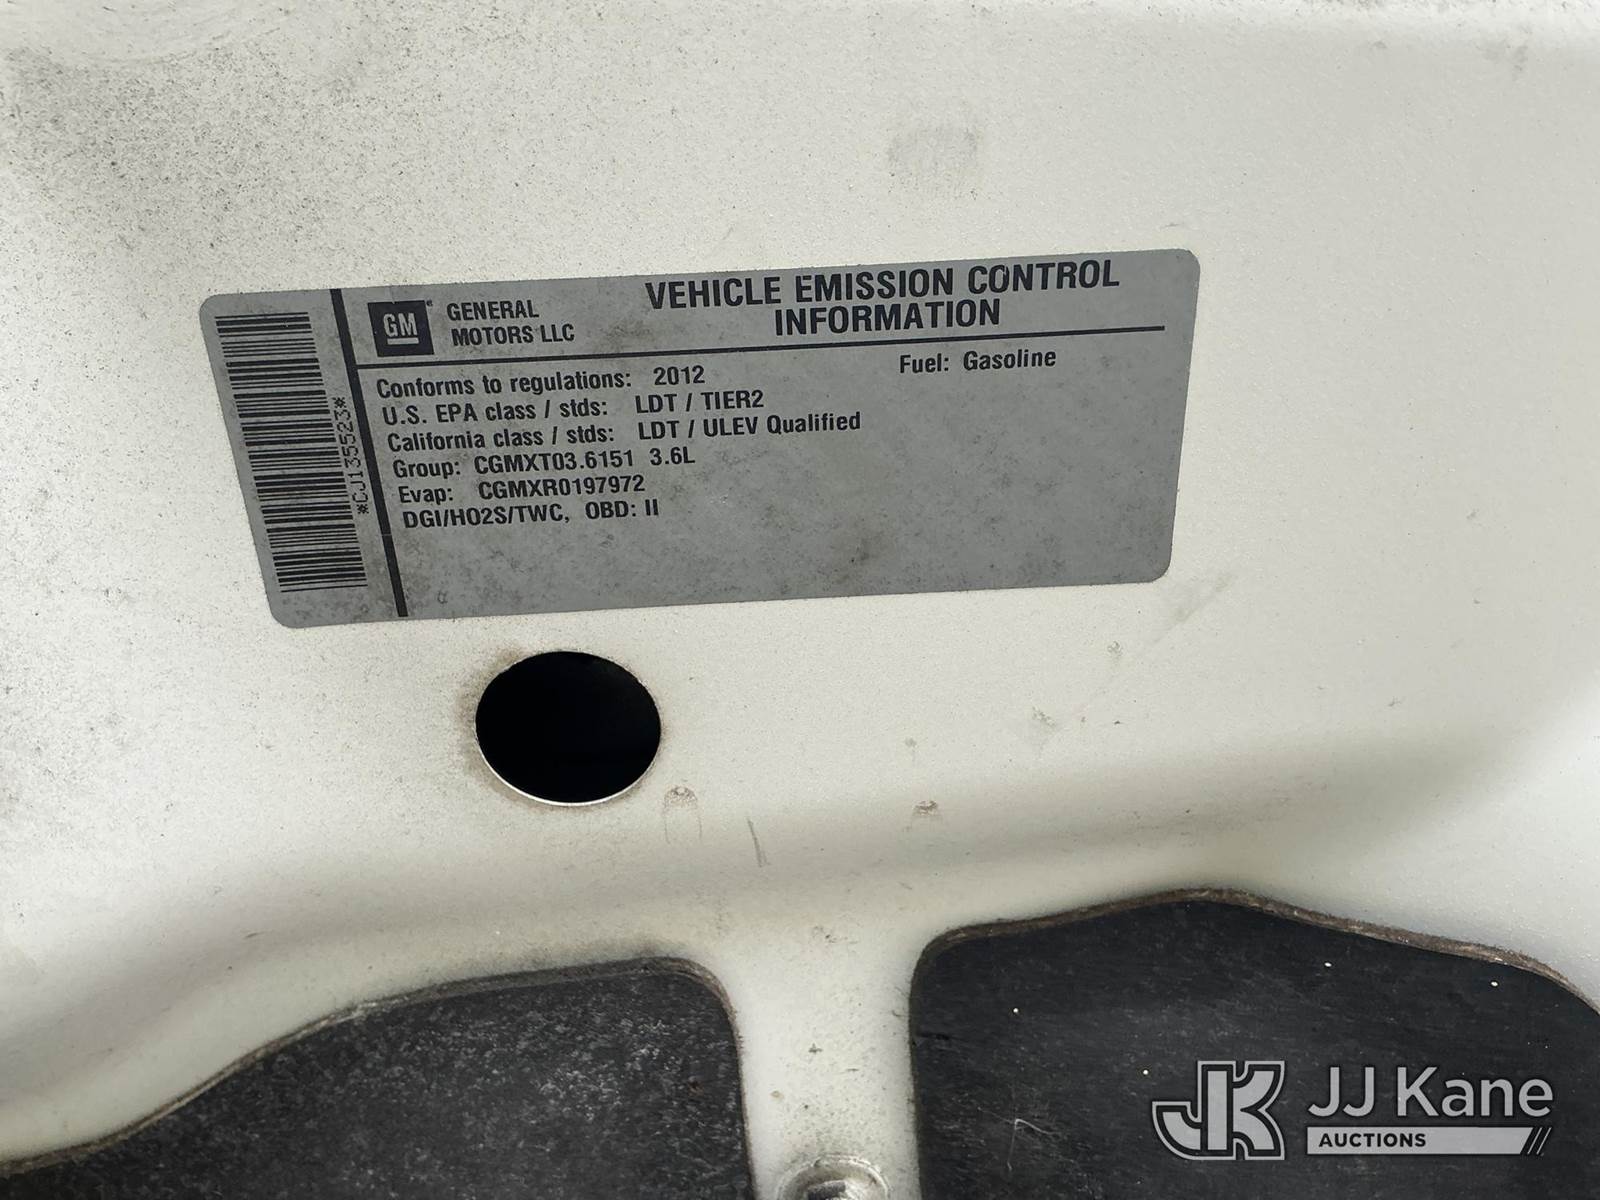 GM
GENERAL
MOTORS LLC
VEHICLE EMISSION CONTROL
INFORMATION
Conforms to regulations: 2012
Fuel: Gasoline
U.S. EPA class / stds: LDT / TIER2
California class / stds: LDT / ULEV Qualified
Group: CGMXT03.6151 3.6L
Evap: CGMXR0197972
DGI/HO2S/TWC, OBD: II
*CJ135523*
JK
JJ Kane
AUCTIONS